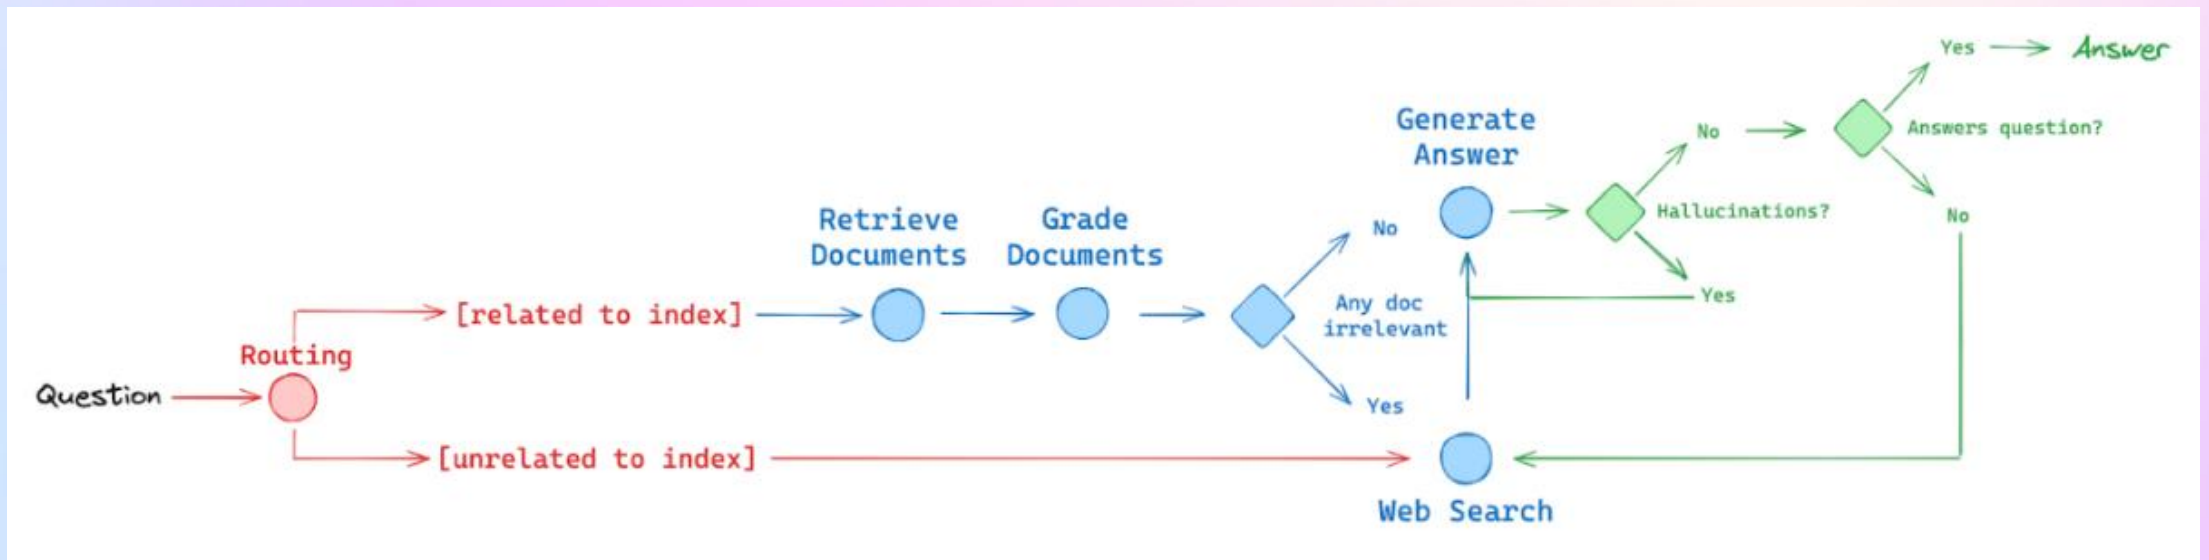 Question
Routing
[related to index]
[unrelated to index]
Retrieve
Documents
Grade
Documents
No
Any doc
irrelevant
Yes
Generate
Answer
Web Search
Hallucinations?
No
Yes
Answers question?
Yes
Answer
No